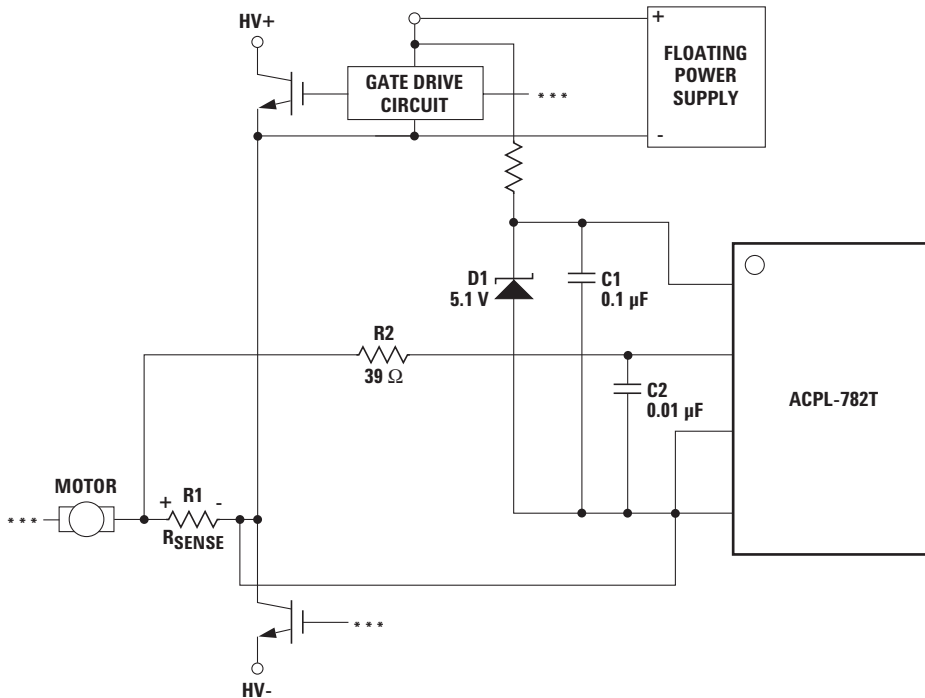 HV+
+
FLOATING
POWER
SUPPLY
-
GATE DRIVE
CIRCUIT
* * *
D1
5.1 V
C1
0.1 µF
R2
39 Ω
C2
0.01 µF
ACPL-782T
MOTOR
* * *
+
R1
-
RSENSE
* * *
HV-